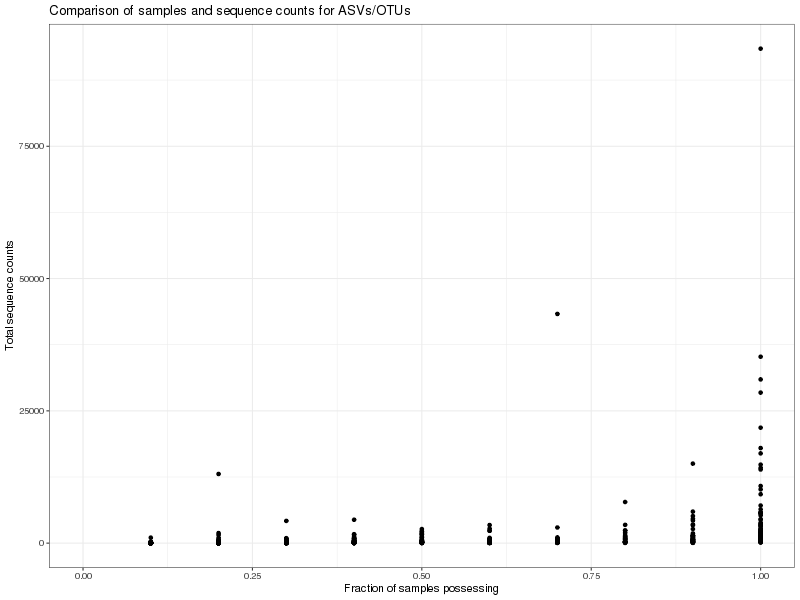 Comparison of samples and sequence counts for ASVs/OTUs
75000
50000
25000
0
Total sequence counts
0.00 0.25 0.50 0.75 1.00
Fraction of samples possessing